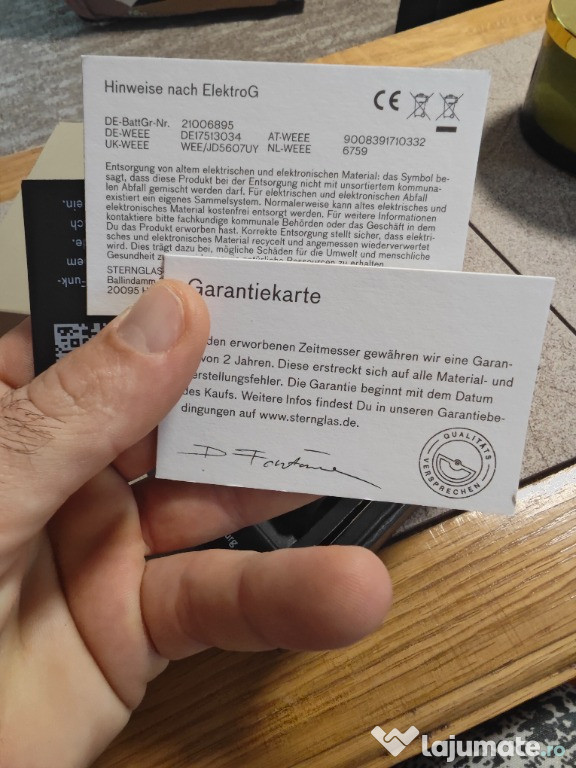 Hinweise nach ElektroG
CE
DE-BattGr-Nr. 21006895
DE-WEEE DE17513034 AT-WEEE 9008391710332
UK-WEEE WEE/JD5607UY NL-WEEE 6759
Entsorgung von altem elektrischen und elektronischen Material: das Symbol be-
sagt, dass diese Produkt bei der Entsorgung nicht mit unsortiertem kommuna-
len Abfall gemischt werden darf. Für elektrischen und elektronischen Abfall
existiert ein eigenes Sammelsystem. Normalerweise kann altes elektrisches und
elektronisches Material kostenfrei entsorgt werden. Für weitere Informationen
kontaktiere bitte fachkundige kommunale Behörden oder das Geschäft in dem
Du das Produkt erworben hast. Korrekte Entsorgung stellt sicher, dass elektri-
sches und elektronisches Material recycelt und angemessen wiederverwertet
wird. Dies trägt dazu bei, mögliche Schäden für die Umwelt und menschliche
Gesundheit zu
STERNGLAS
Ballindamm
20095
Garantiekarte
den erworbenen Zeitmesser gewähren wir eine Garan-
von 2 Jahren. Diese erstreckt sich auf alle Material- und
erstellungsfehler. Die Garantie beginnt mit dem Datum
des Kaufs. Weitere Infos findest Du in unseren Garantiebe-
dingungen auf www.sternglas.de.
QUALITÄTS
VERSPRECHEN
lajumate.ro